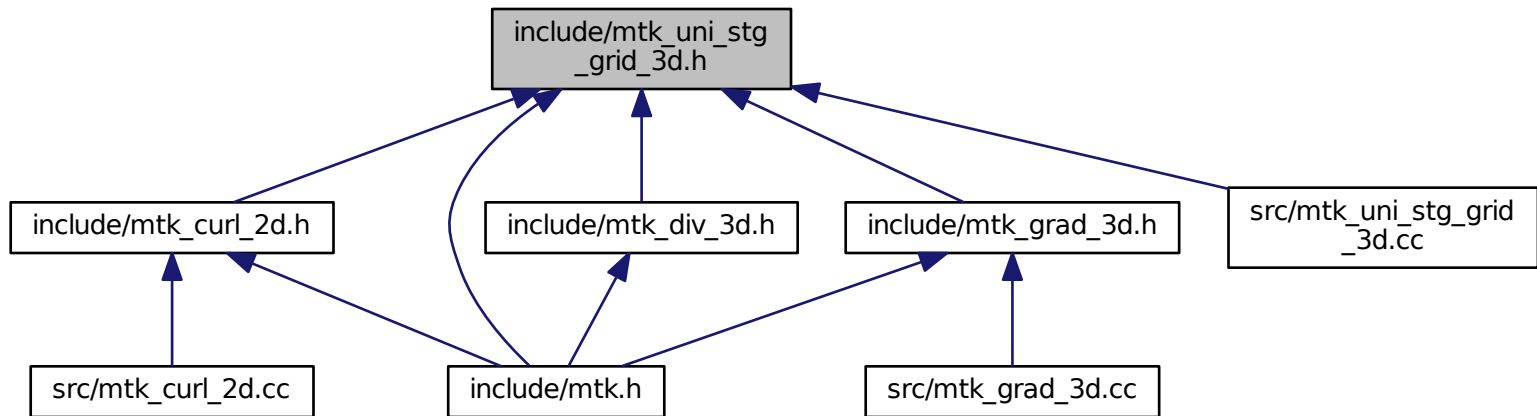 include/mtk_uni_stg
_grid_3d.h
include/mtk_curl_2d.h
include/mtk_div_3d.h
include/mtk_grad_3d.h
src/mtk_uni_stg_grid
_3d.cc
src/mtk_curl_2d.cc
include/mtk.h
src/mtk_grad_3d.cc